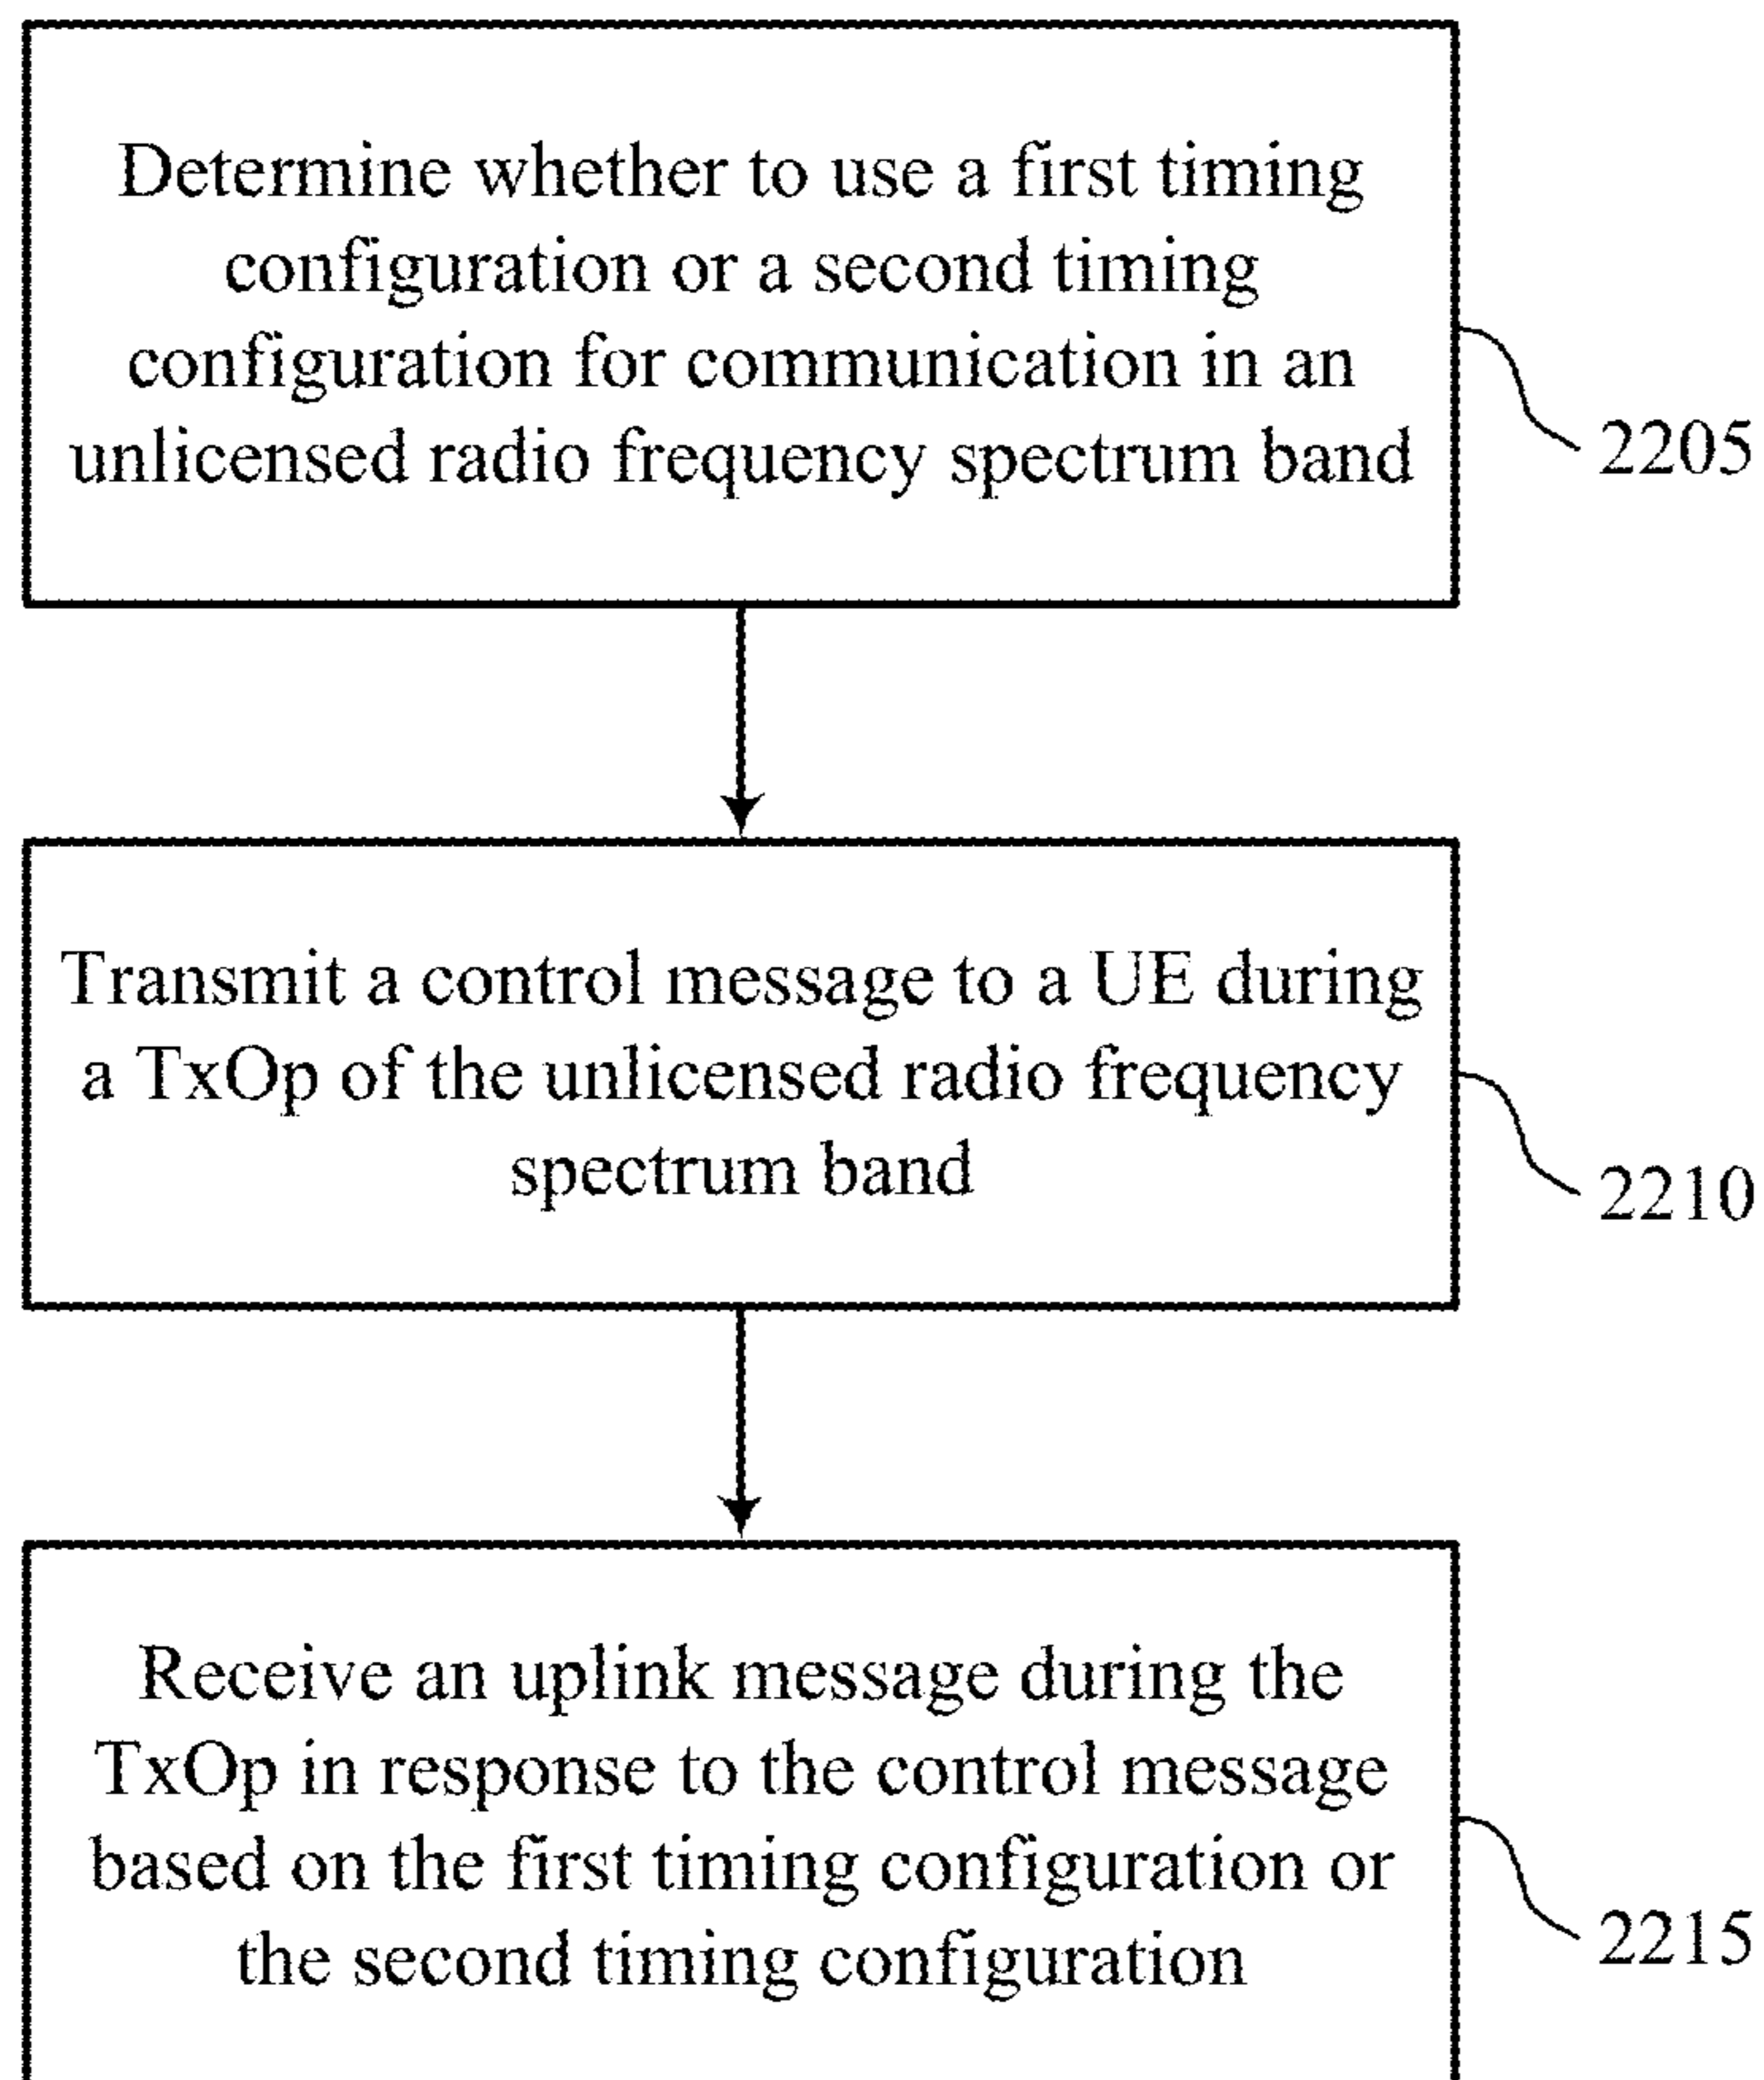 Determine whether to use a first timing
configuration or a second timing
configuration for communication in an
unlicensed radio frequency spectrum band
2205
Transmit a control message to a UE during
a TxOp of the unlicensed radio frequency
spectrum band
2210
Receive an uplink message during the
TxOp in response to the control message
based on the first timing configuration or
the second timing configuration
2215